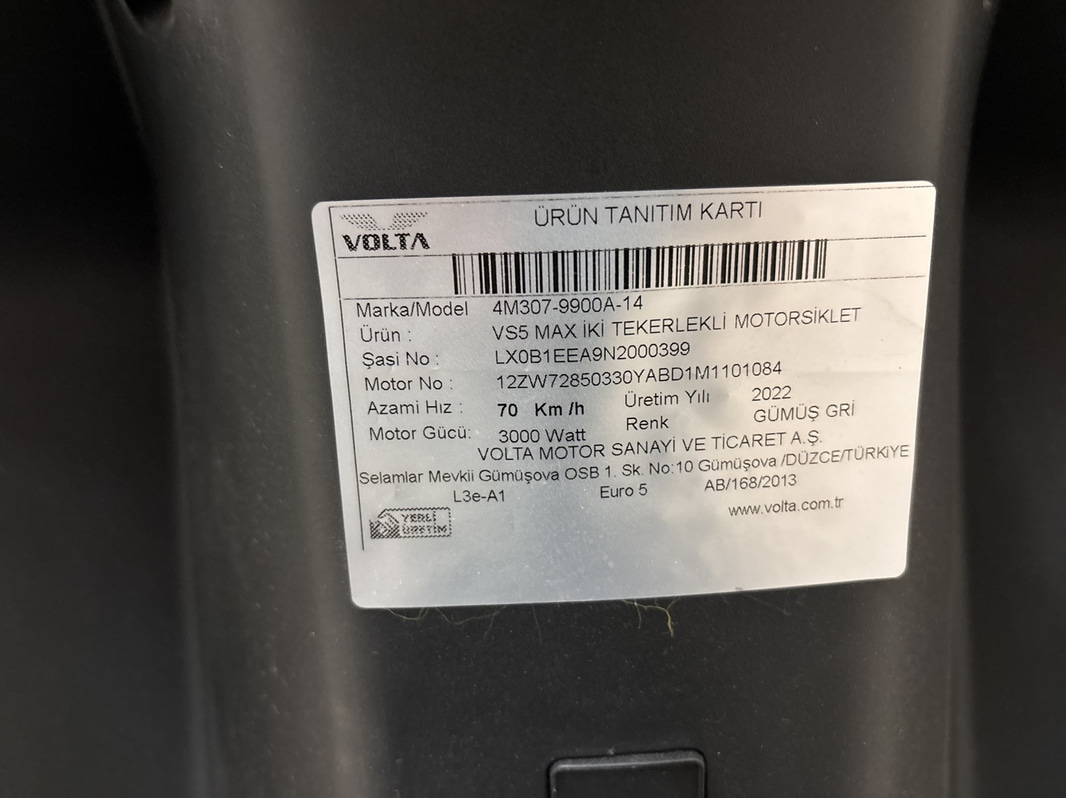 ÜRÜN TANITIM KARTI
VOLTA
Marka/Model 4M307-9900A-14
Ürün : VS5 MAX İKİ TEKERLEKLİ MOTORSİKLET
Şasi No : LX0B1EEA9N2000399
Motor No : 12ZW72850330YABD1M1101084
Azami Hız : 70 Km /h Üretim Yılı 2022
Motor Gücü: 3000 Watt Renk GÜMÜŞ GRİ
VOLTA MOTOR SANAYİ VE TİCARET A.Ş.
Selamlar Mevkii Gümüşova OSB 1. Sk. No:10 Gümüşova /DÜZCE/TÜRKİYE
L3e-A1 Euro 5 AB/168/2013
www.volta.com.tr
YERLİ
ÜRETİM